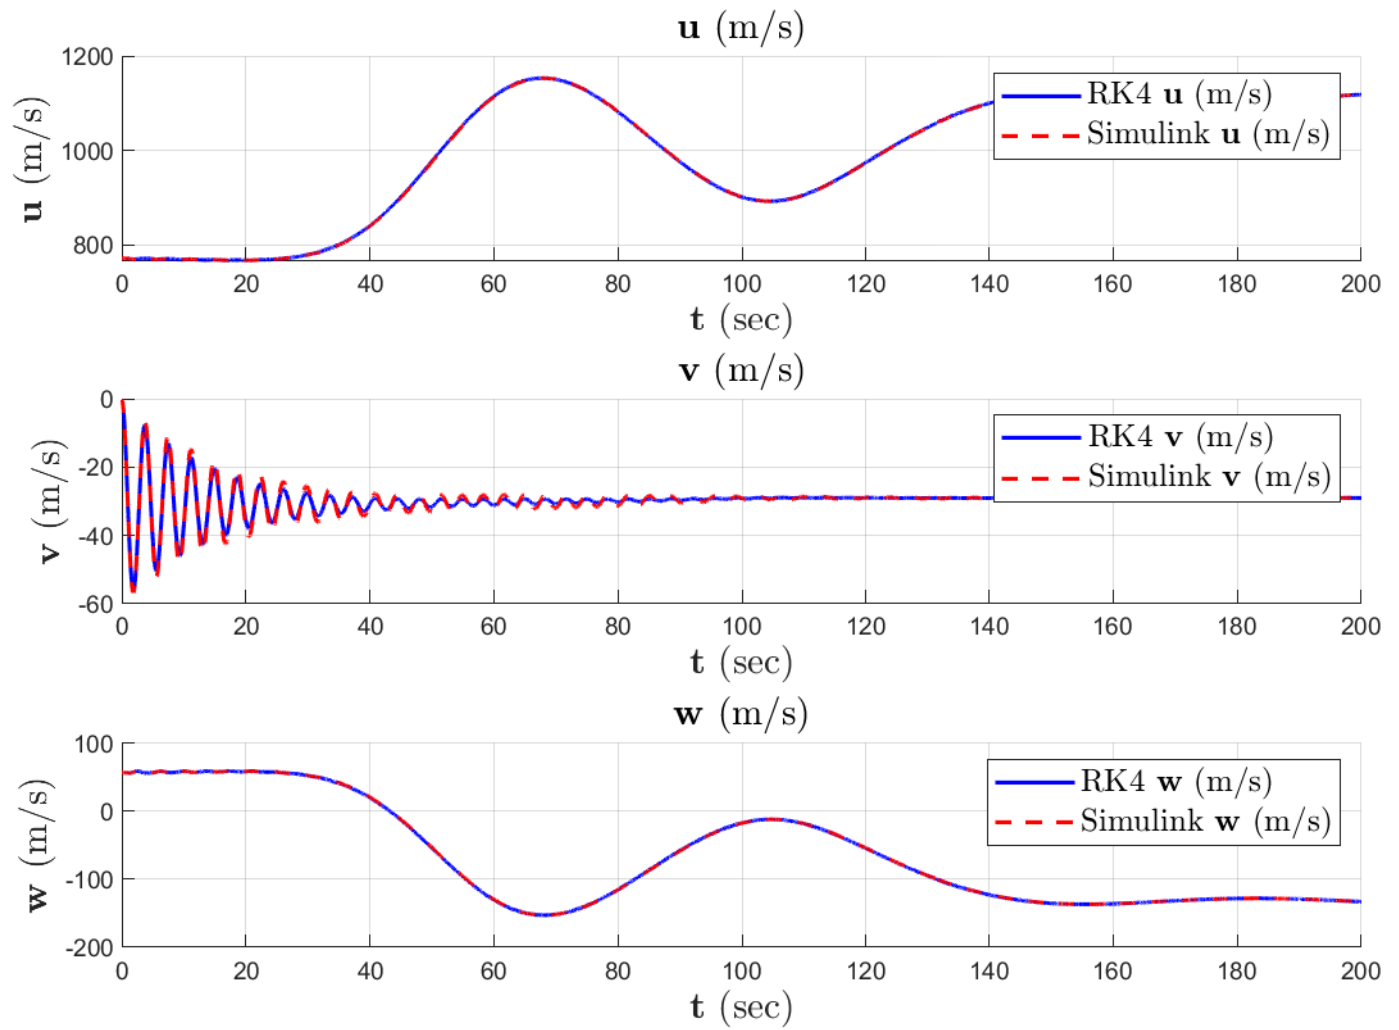 u (m/s)
1200
1000
800
u (m/s)
RK4 u (m/s)
Simulink u (m/s)
0 20 40 60 80 100 120 140 160 180 200
t (sec)
v (m/s)
0
-20
-40
-60
v (m/s)
RK4 v (m/s)
Simulink v (m/s)
0 20 40 60 80 100 120 140 160 180 200
t (sec)
w (m/s)
100
0
-100
-200
w (m/s)
RK4 w (m/s)
Simulink w (m/s)
0 20 40 60 80 100 120 140 160 180 200
t (sec)